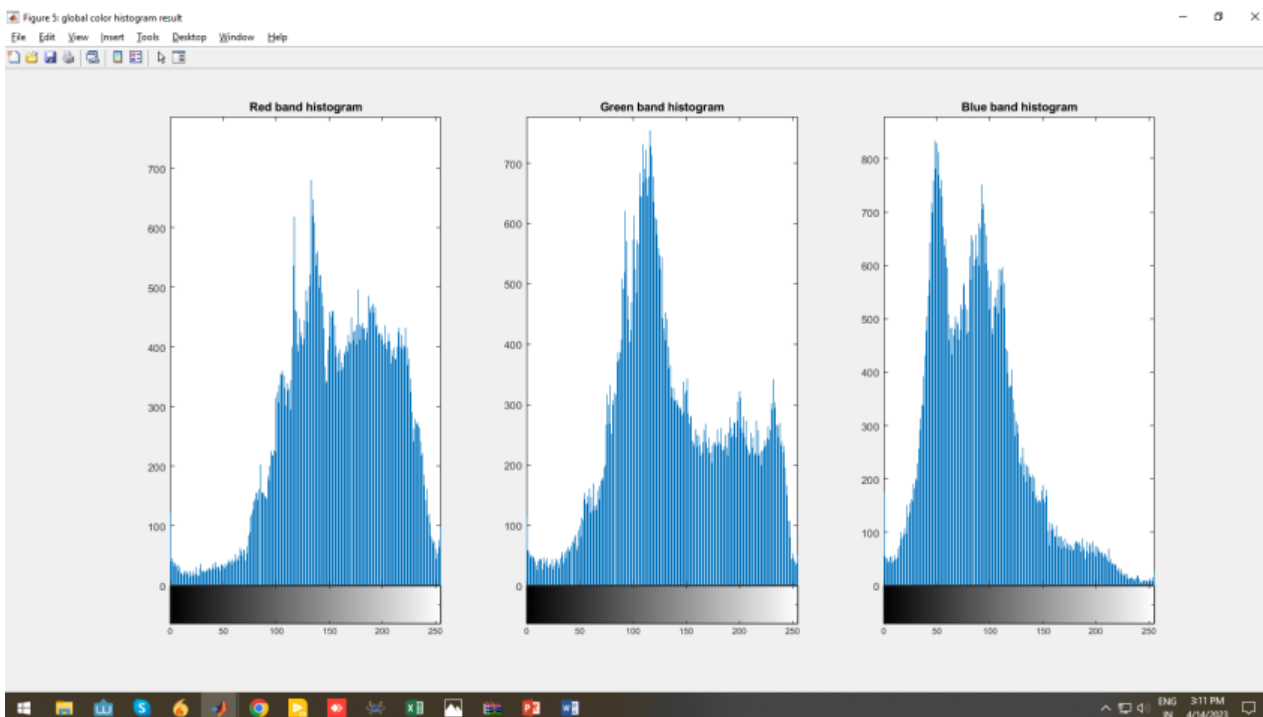 Figure 5: global color histogram result
File Edit View Insert Tools Desktop Window Help
Red band histogram
700
600
500
400
300
200
100
0
0 50 100 150 200 250
Green band histogram
700
600
500
400
300
200
100
0
0 50 100 150 200 250
Blue band histogram
800
700
600
500
400
300
200
100
0
0 50 100 150 200 250
ENG 3:11 PM
IN 4/14/2023